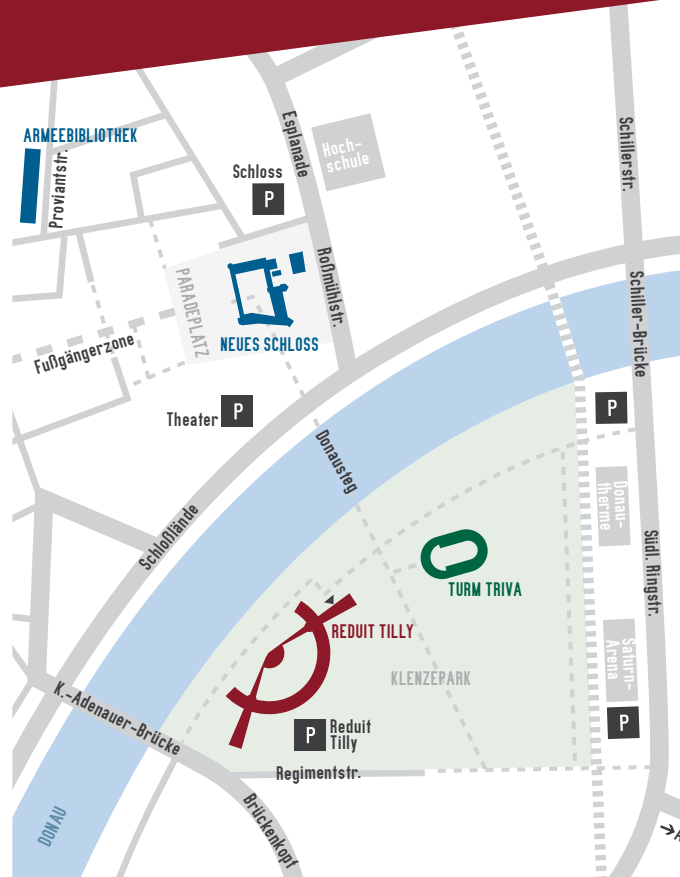 ARMEEBIBLIOTHEK
Proviantstr.
Esplanade
Hoch-
schule
Schillerstr.
Schloss
P
PARADEPLATZ
Roßmühlstr.
NEUES SCHLOSS
Schiller-Brücke
Fußgängerzone
Theater
P
P
Donausteg
Donau-
therme
Schloßlände
Südl. Ringstr.
TURM TRIVA
REDUIT TILLY
KLENZEPARK
Saturn-
Arena
K.-Adenauer-Brücke
P
Reduit
Tilly
P
Regimentstr.
DONAU
Brückenkopf